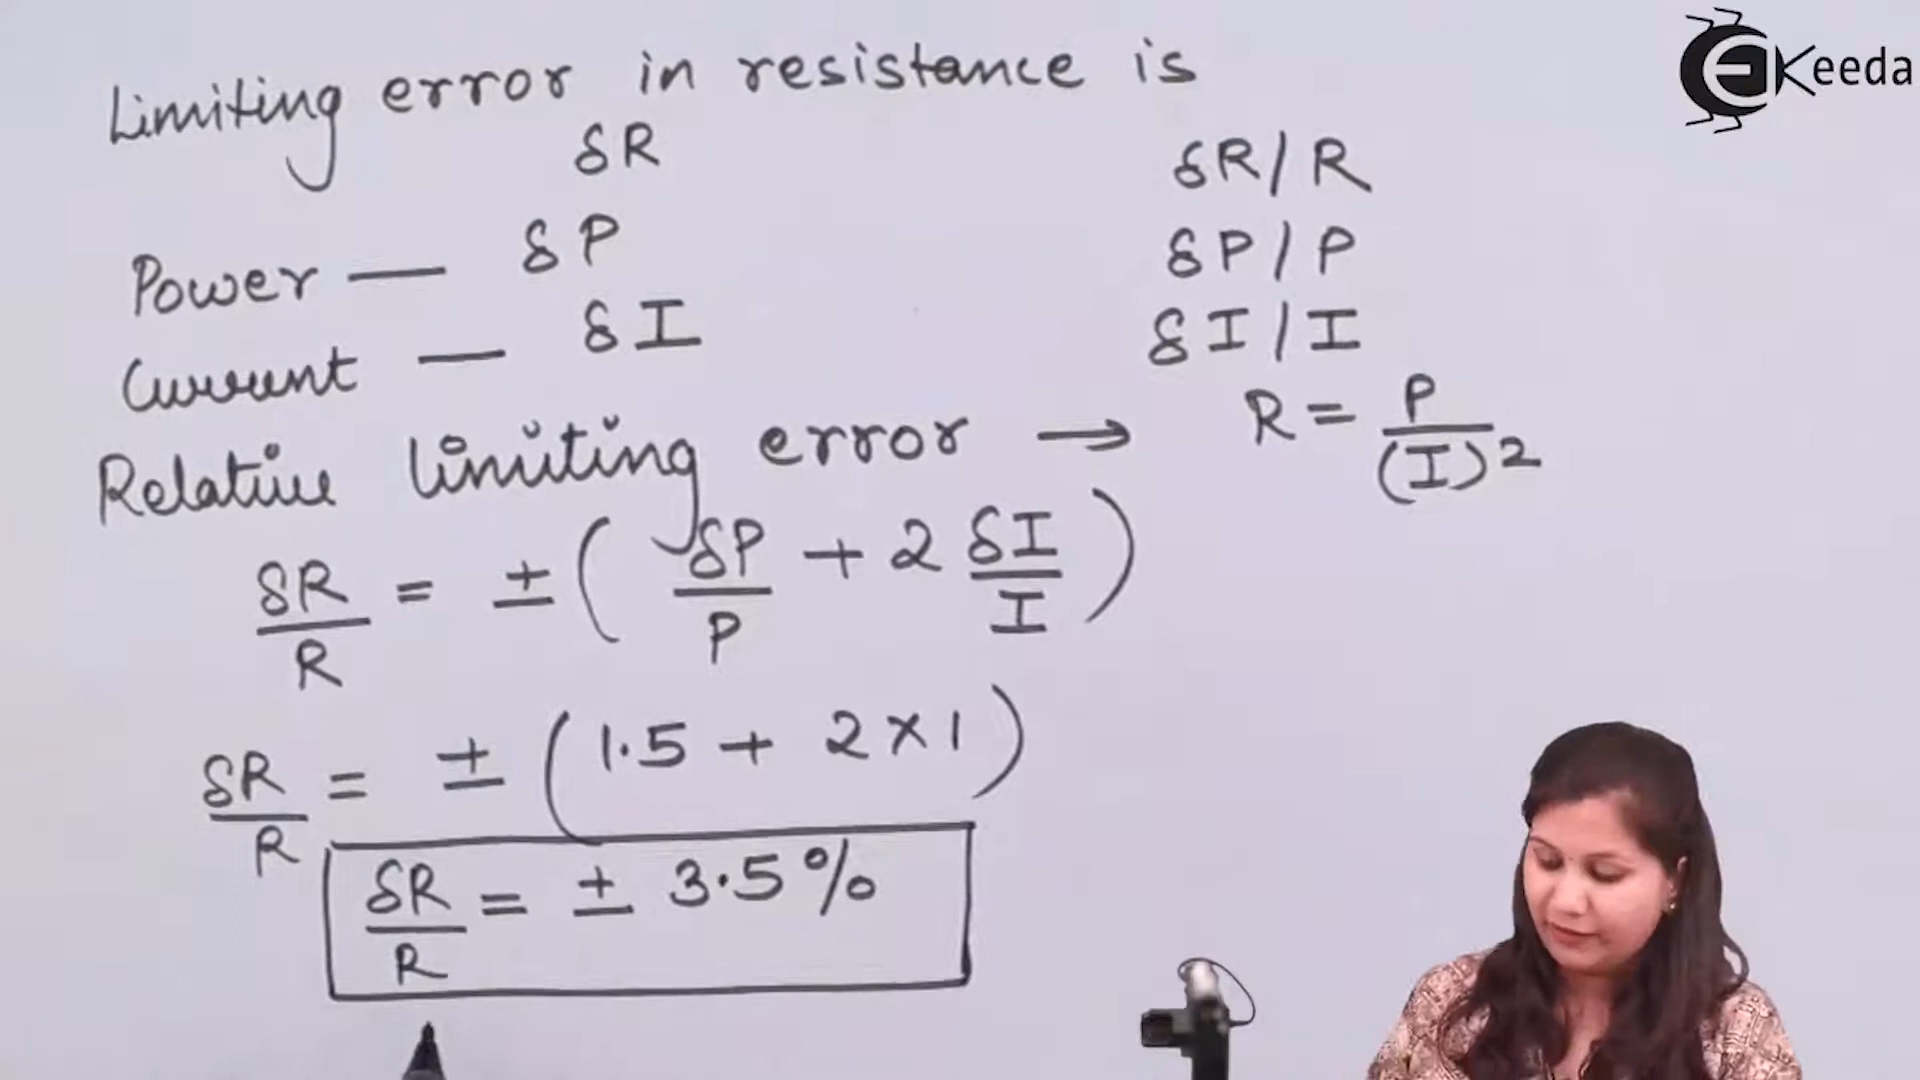 Limiting error in resistance is
δR
δR/R
Power — δP
δP/P
Current — δI
δI/I
Relative limiting error → R = P/(I)²
δR/R = ± (δP/P + 2 δI/I)
δR/R = ± (1.5 + 2×1)
δR/R = ± 3.5%
EKeeda